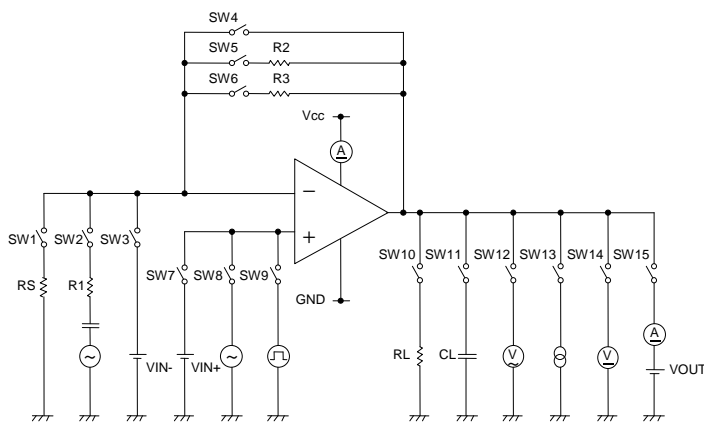 SW4
SW5 R2
SW6 R3
Vcc
A
−
+
SW1 SW2 SW3
SW7 SW8 SW9
SW10 SW11 SW12 SW13 SW14 SW15
RS R1
GND
VIN- VIN+
RL CL V V A
VOUT